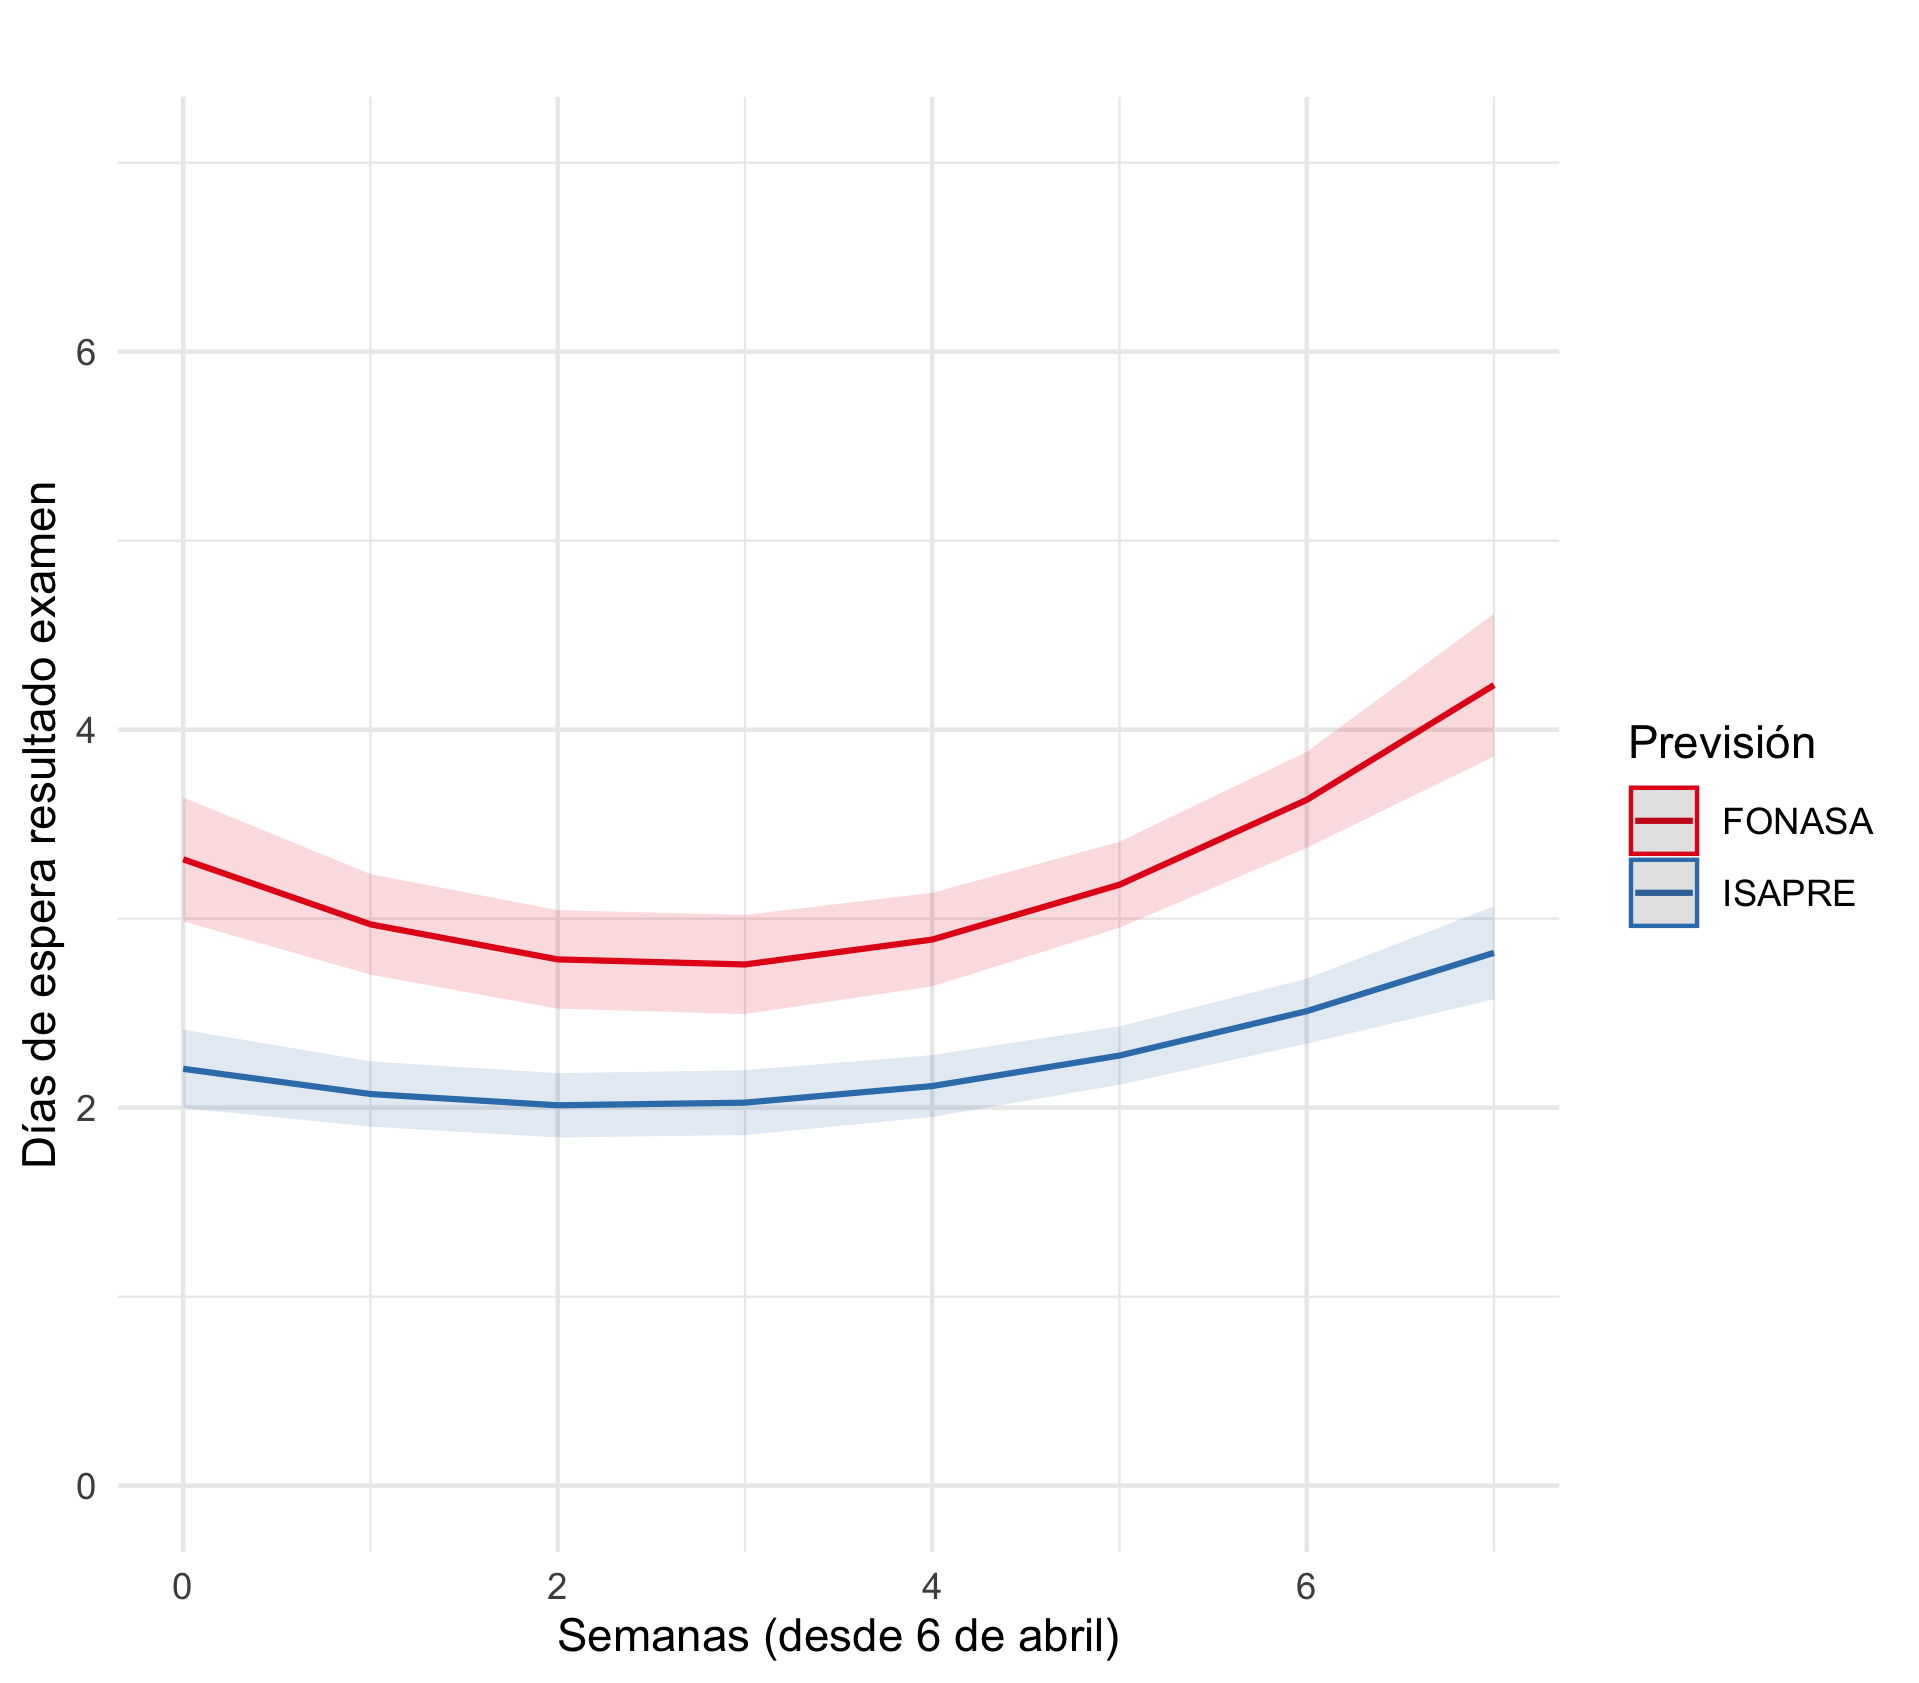 Días de espera resultado examen
6
4
2
0
0 2 4 6
Semanas (desde 6 de abril)
Previsión
FONASA
ISAPRE